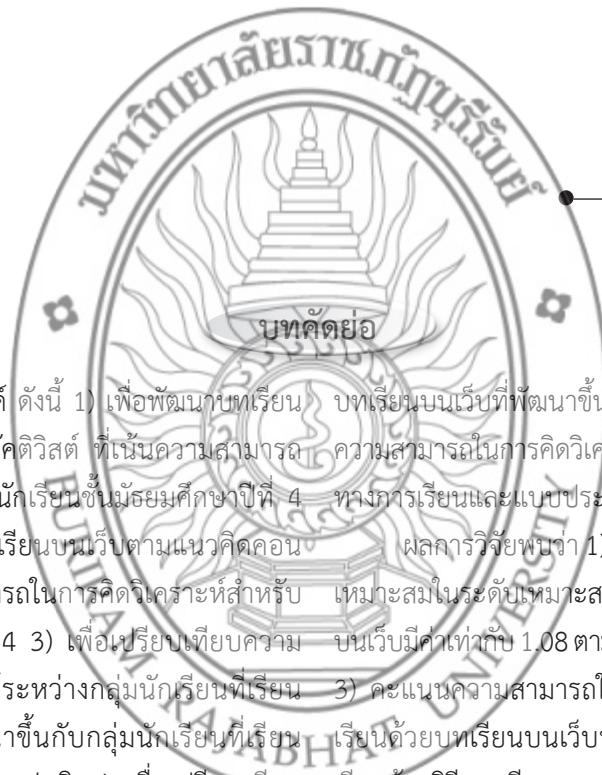 มหาวิทยาลัยราชภัฏบุรีรัมย์
บทคัดย่อ
ดังนี้ 1) เพื่อพัฒนาบทเรียน
ที่เน้นความสามารถ
นักเรียนชั้นมัธยมศึกษาปีที่ 4
เรียนบนเว็บตามแนวคิดคอน
ในการคิดวิเคราะห์สำหรับ
4 3) เพื่อเปรียบเทียบความ
ระหว่างกลุ่มนักเรียนที่เรียน
ขึ้นกับกลุ่มนักเรียนที่เรียน
บทเรียนบนเว็บที่พัฒนาขึ้น
ความสามารถในการคิดวิเค
ทางการเรียนและแบบประ
ผลการวิจัยพบว่า 1)
เหมาะสมในระดับเหมาะส
บนเว็บมีค่าเท่ากับ 1.08 ตา
3) คะแนนความสามารถใ
เรียนด้วยบทเรียนบนเว็บ
BURIRAM RAJABHAT UNIVERSITY